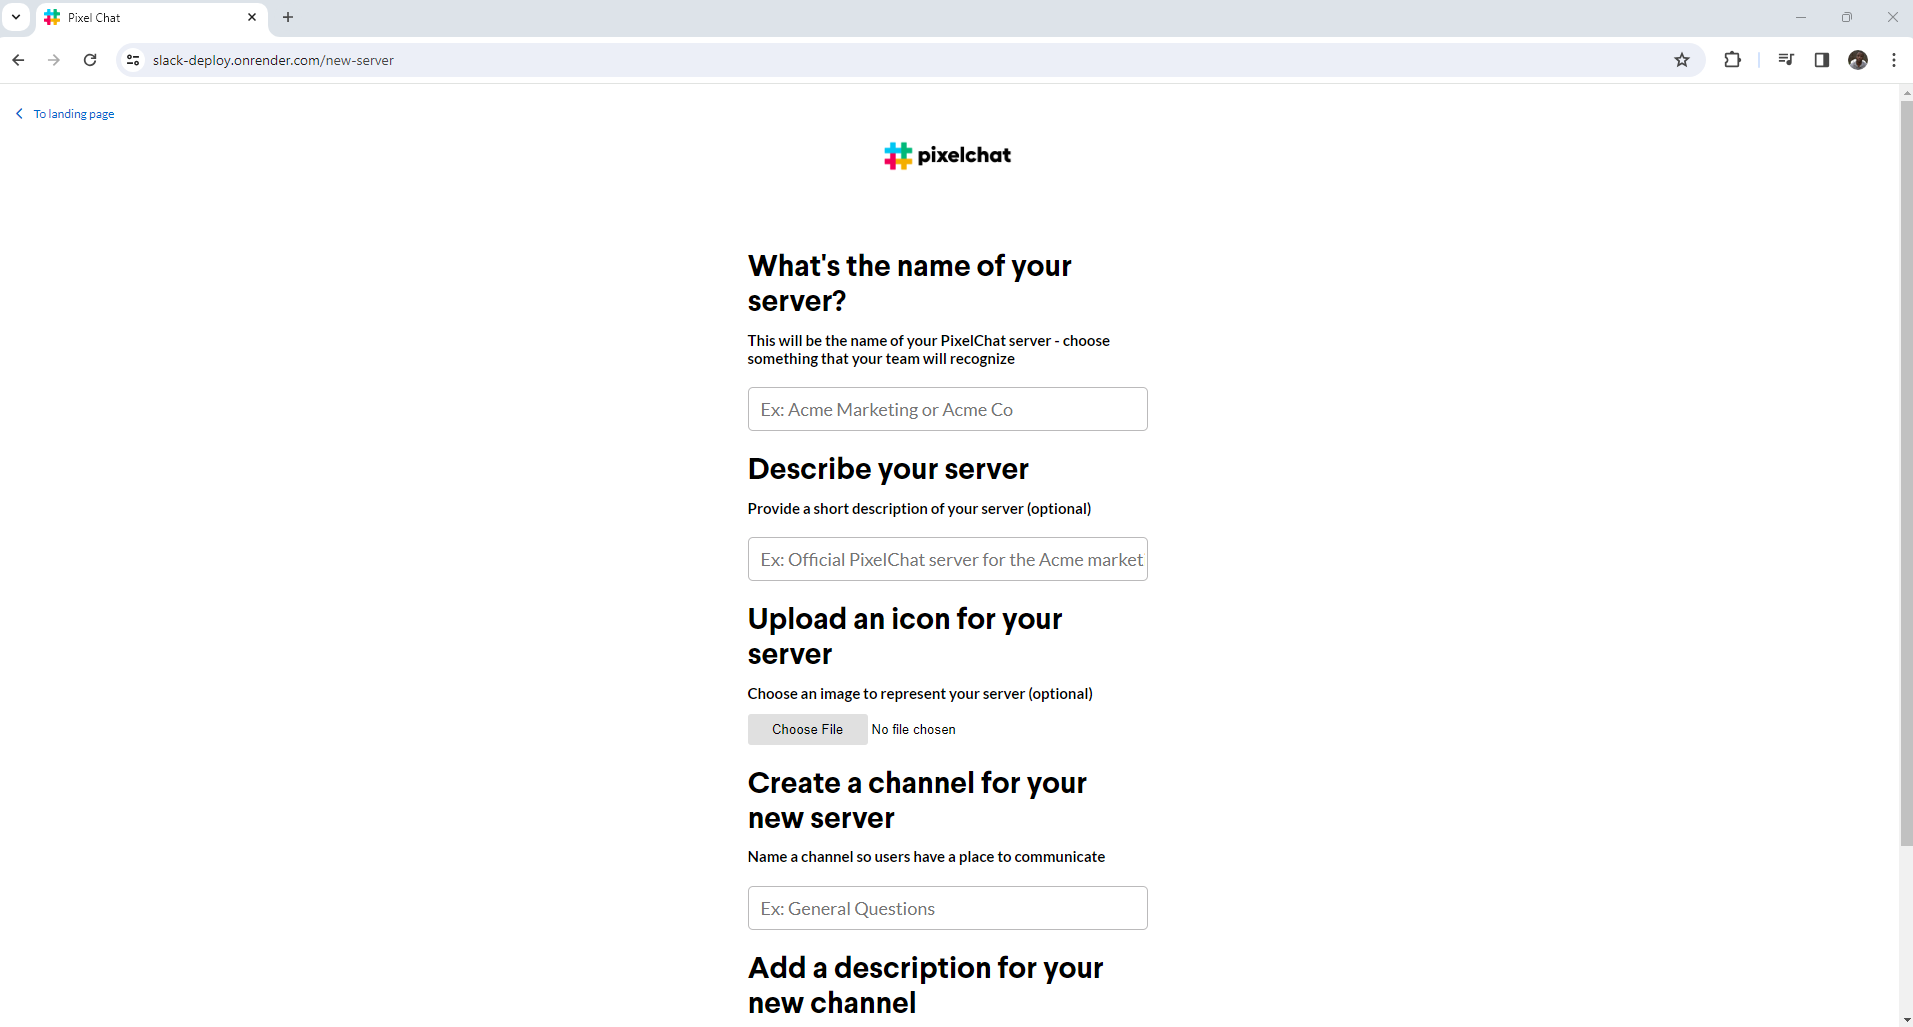 Pixel Chat
slack-deploy.onrender.com/new-server
To landing page
pixelchat
What's the name of your
server?
This will be the name of your PixelChat server - choose
something that your team will recognize
Ex: Acme Marketing or Acme Co
Describe your server
Provide a short description of your server (optional)
Ex: Official PixelChat server for the Acme market
Upload an icon for your
server
Choose an image to represent your server (optional)
Choose File No file chosen
Create a channel for your
new server
Name a channel so users have a place to communicate
Ex: General Questions
Add a description for your
new channel